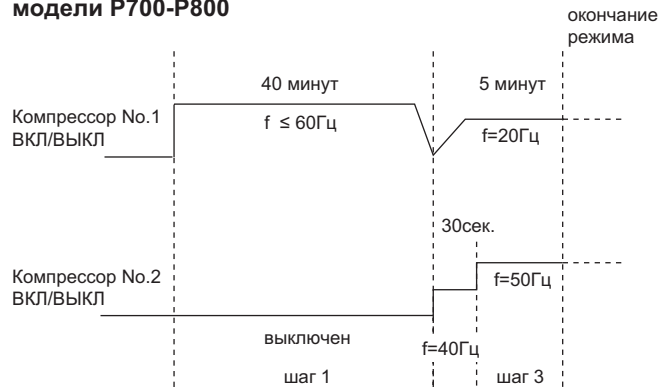 модели P700-P800
окончание
режима
40 минут
5 минут
Компрессор No.1
ВКЛ/ВЫКЛ
f ≤ 60Гц
f=20Гц
30сек.
Компрессор No.2
ВКЛ/ВЫКЛ
f=50Гц
выключен
f=40Гц
шаг 1
шаг 3